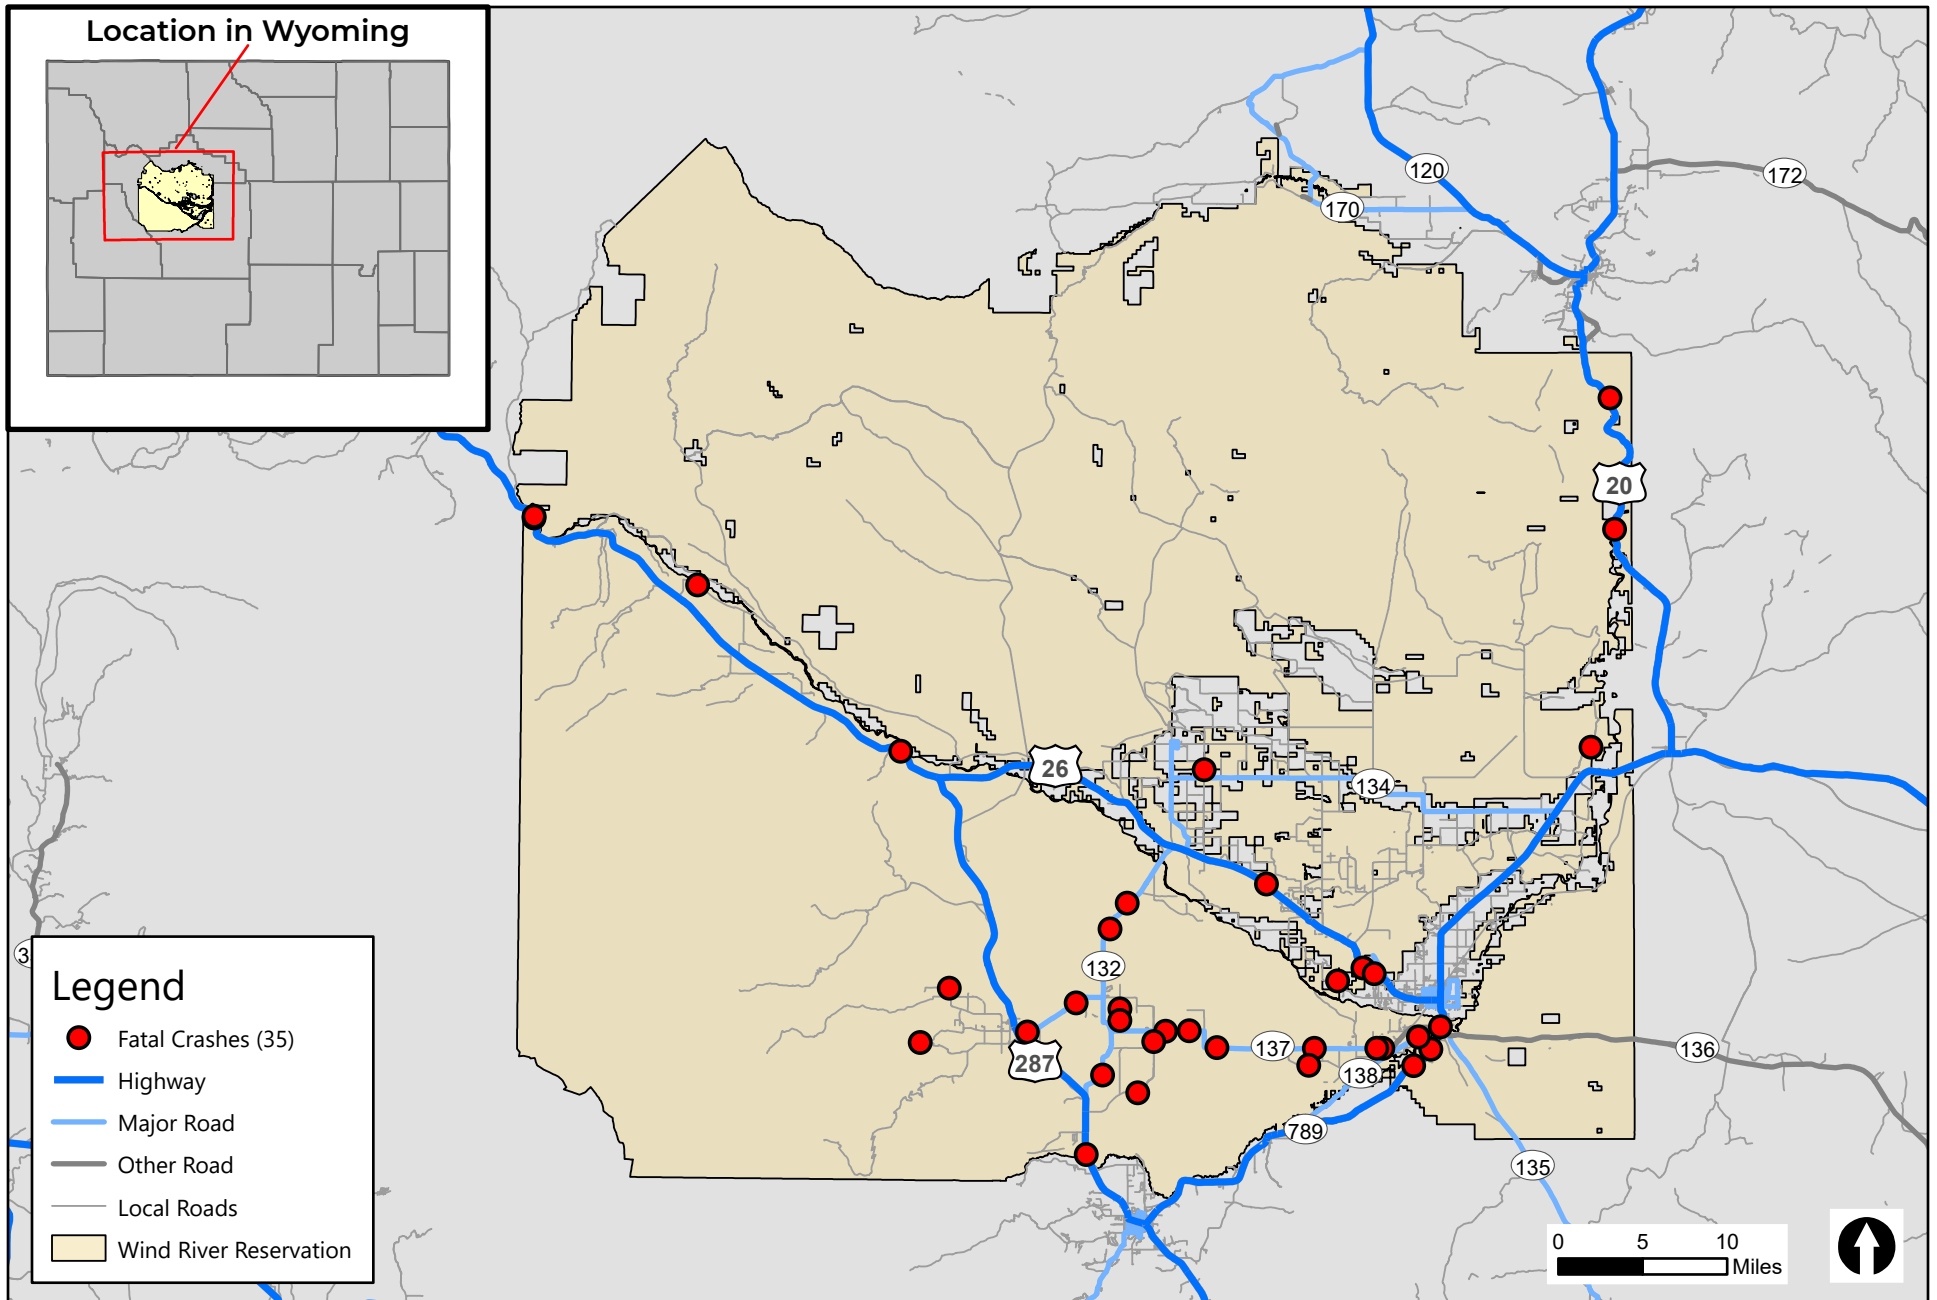 Location in Wyoming
120
172
170
20
26
134
132
137
136
287
138
789
135
3
Legend
Fatal Crashes (35)
Highway
Major Road
Other Road
Local Roads
Wind River Reservation
0 5 10
Miles